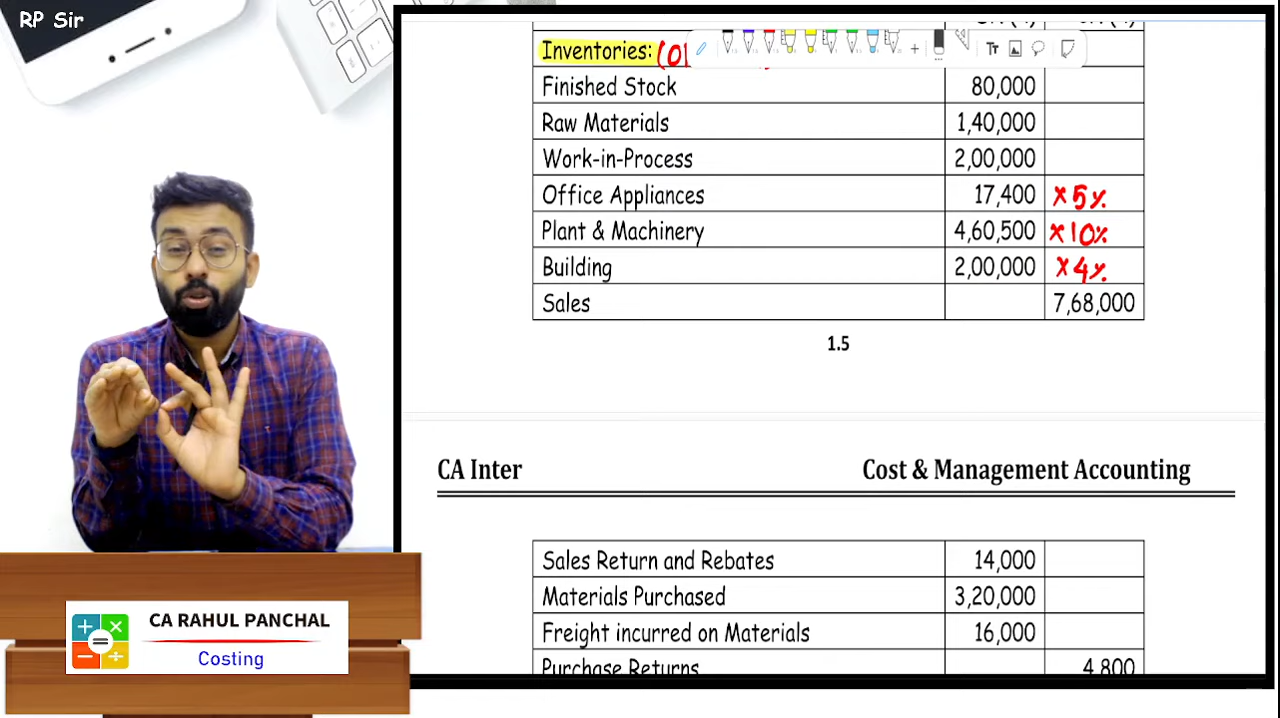 RP Sir
Inventories: (O
Finished Stock 80,000
Raw Materials 1,40,000
Work-in-Process 2,00,000
Office Appliances 17,400 x 5%
Plant & Machinery 4,60,500 x 10%
Building 2,00,000 x 4%
Sales 7,68,000
1.5
CA Inter Cost & Management Accounting
Sales Return and Rebates 14,000
Materials Purchased 3,20,000
Freight incurred on Materials 16,000
Purchase Returns 4,800
CA RAHUL PANCHAL
Costing